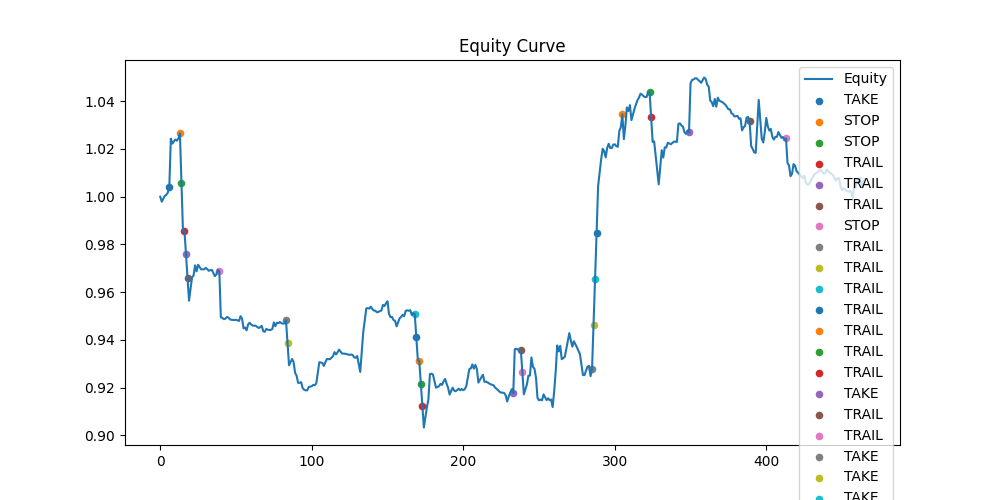 Equity Curve
1.04
1.02
1.00
0.98
0.96
0.94
0.92
0.90
0
100
200
300
400
Equity
TAKE
STOP
STOP
TRAIL
TRAIL
TRAIL
STOP
TRAIL
TRAIL
TRAIL
TRAIL
TRAIL
TRAIL
TRAIL
TAKE
TRAIL
TRAIL
TAKE
TAKE
TAKE